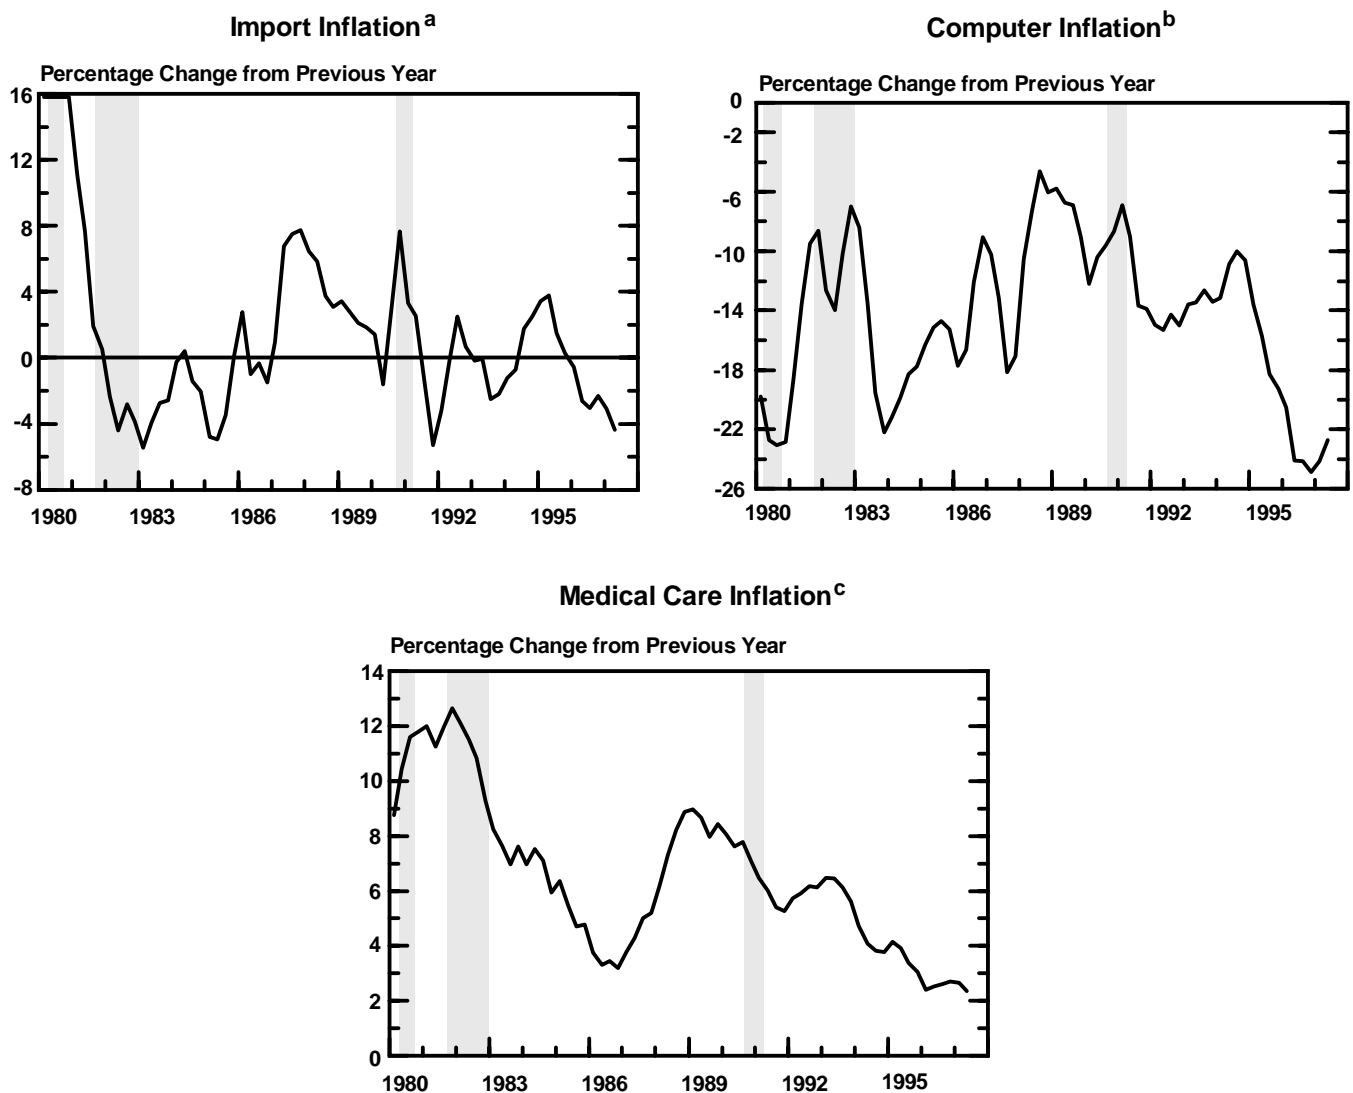 Import Inflation a
Percentage Change from Previous Year
16
12
8
4
0
-4
-8
1980 1983 1986 1989 1992 1995
Computer Inflation b
Percentage Change from Previous Year
0
-2
-6
-10
-14
-18
-22
-26
1980 1983 1986 1989 1992 1995
Medical Care Inflation c
Percentage Change from Previous Year
14
12
10
8
6
4
2
0
1980 1983 1986 1989 1992 1995